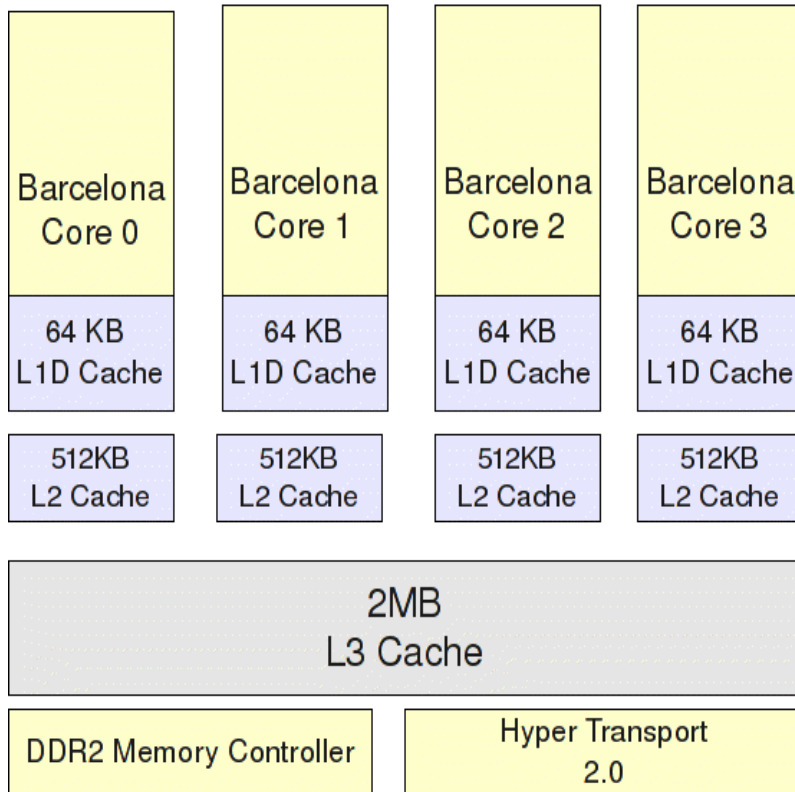 Barcelona
Core 0
Barcelona
Core 1
Barcelona
Core 2
Barcelona
Core 3
64 KB
L1D Cache
64 KB
L1D Cache
64 KB
L1D Cache
64 KB
L1D Cache
512KB
L2 Cache
512KB
L2 Cache
512KB
L2 Cache
512KB
L2 Cache
2MB
L3 Cache
DDR2 Memory Controller
Hyper Transport
2.0